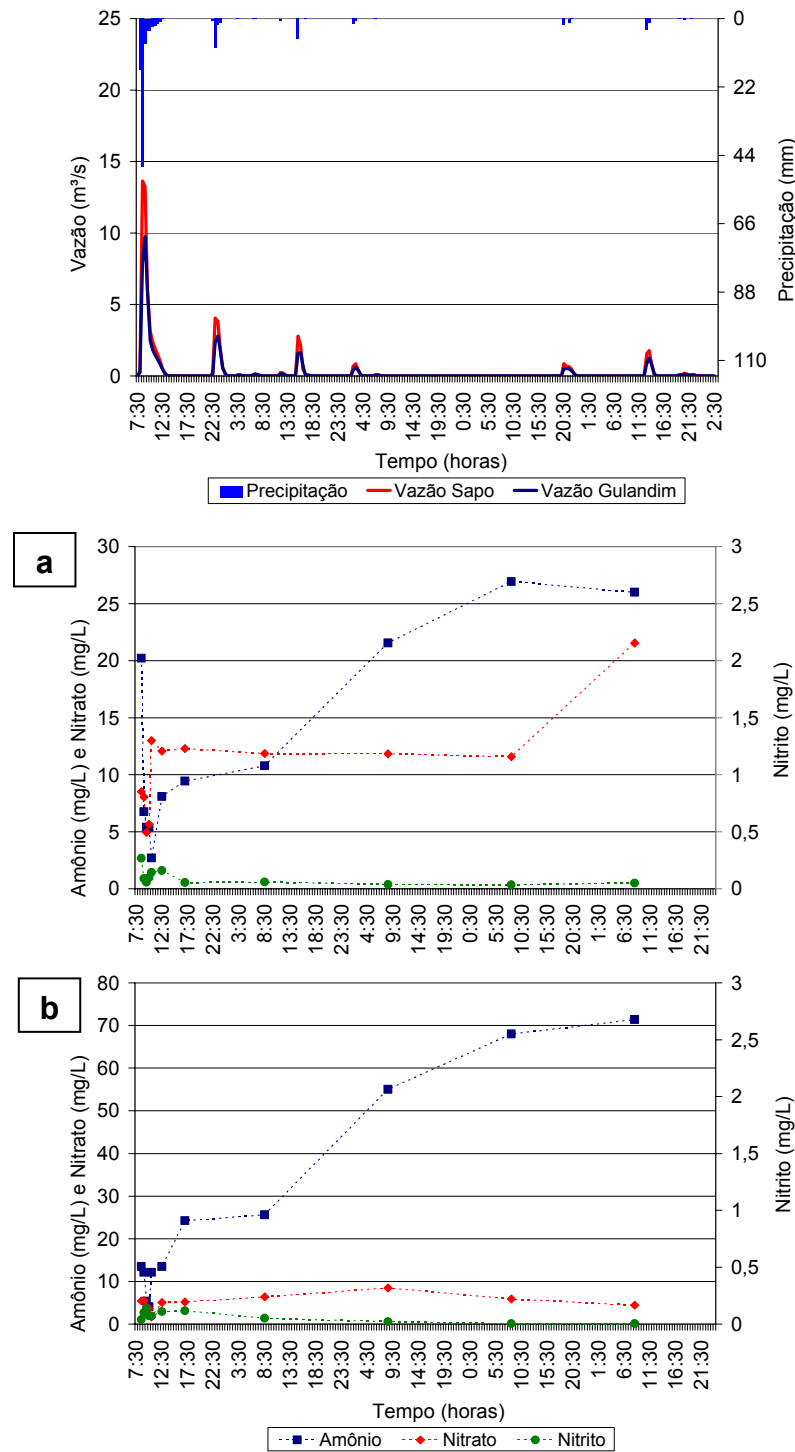 25
20
15
10
5
0
Vazão (m³/s)
0
22
44
66
88
110
Precipitação (mm)
7:30 12:30 17:30 22:30 3:30 8:30 13:30 18:30 23:30 4:30 9:30 14:30 19:30 0:30 5:30 10:30 15:30 20:30 1:30 6:30 11:30 16:30 21:30 2:30
Tempo (horas)
Precipitação Vazão Sapo Vazão Gulandim
a
30
25
20
15
10
5
0
Amônio (mg/L) e Nitrato (mg/L)
3
2,5
2
1,5
1
0,5
0
Nitrito (mg/L)
7:30 12:30 17:30 22:30 3:30 8:30 13:30 18:30 23:30 4:30 9:30 14:30 19:30 0:30 5:30 10:30 15:30 20:30 1:30 6:30 11:30 16:30 21:30
b
80
70
60
50
40
30
20
10
0
Amônio (mg/L) e Nitrato (mg/L)
3
2,5
2
1,5
1
0,5
0
Nitrito (mg/L)
7:30 12:30 17:30 22:30 3:30 8:30 13:30 18:30 23:30 4:30 9:30 14:30 19:30 0:30 5:30 10:30 15:30 20:30 1:30 6:30 11:30 16:30 21:30
Tempo (horas)
Amônio Nitrato Nitrito